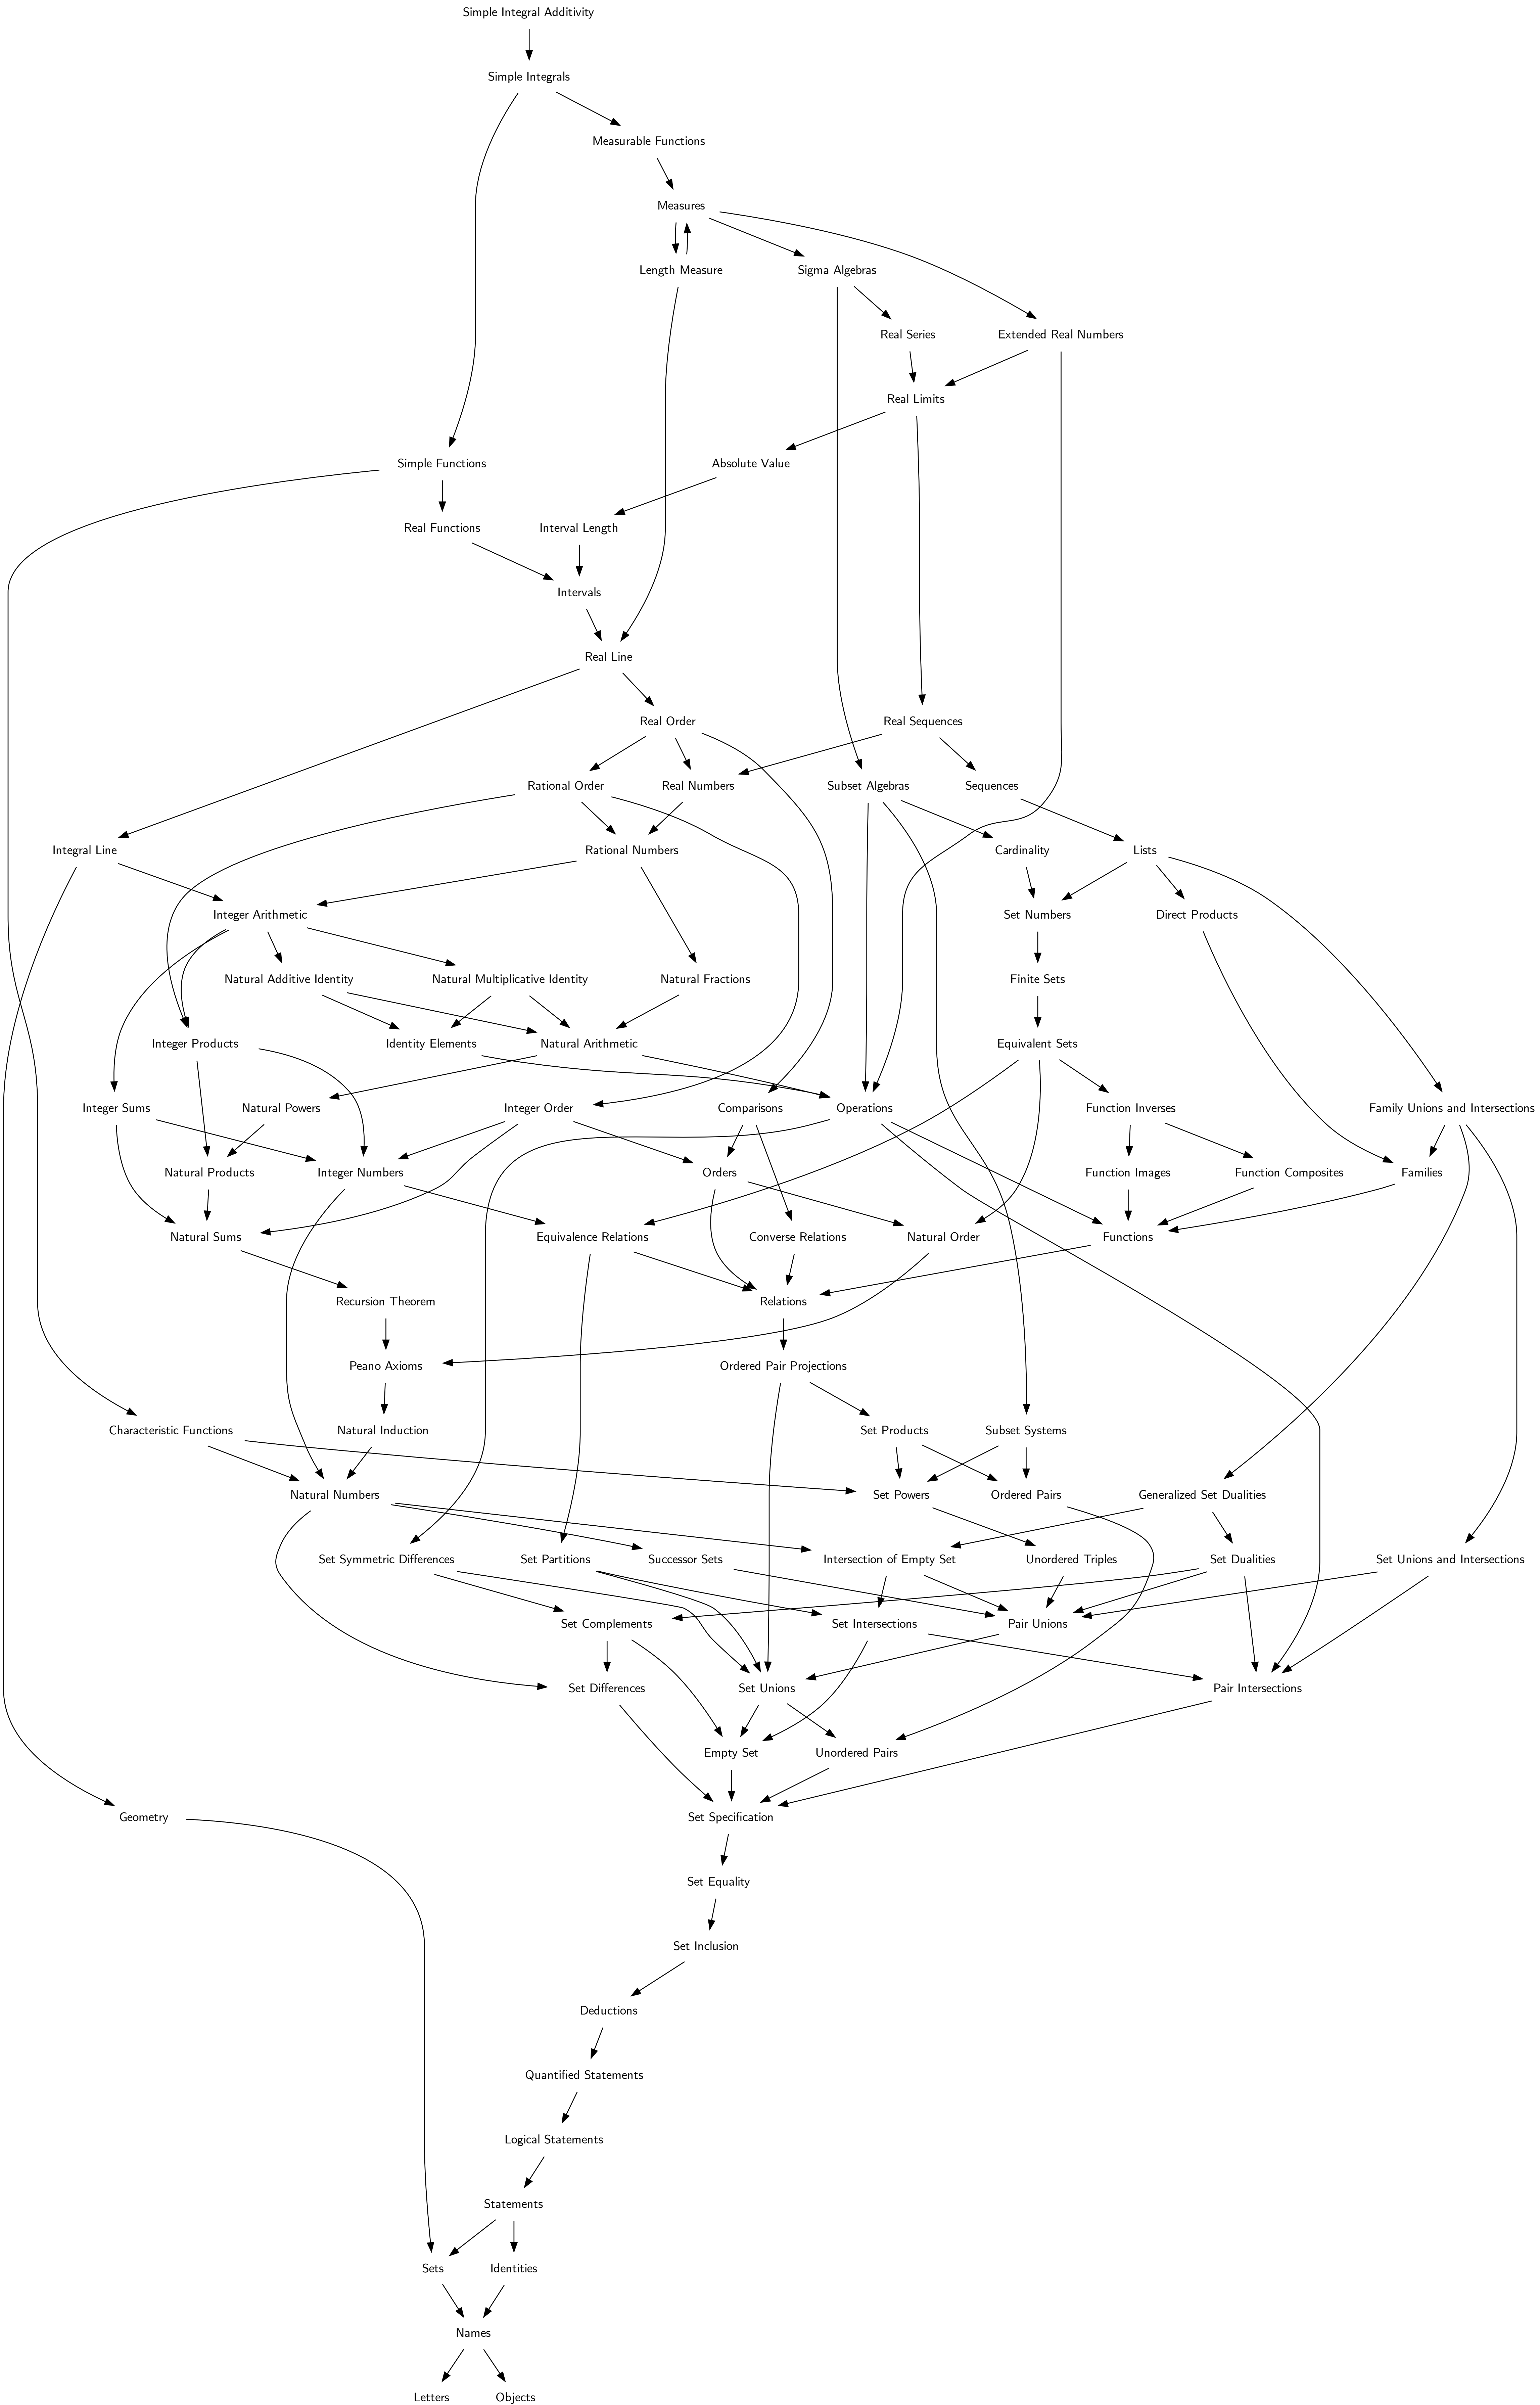 Simple Integral Additivity
Simple Integrals
Measurable Functions
Measures
Length Measure
Sigma Algebras
Real Series
Extended Real Numbers
Real Limits
Simple Functions
Absolute Value
Real Functions
Interval Length
Intervals
Real Line
Real Order
Real Sequences
Rational Order
Real Numbers
Subset Algebras
Sequences
Integral Line
Rational Numbers
Cardinality
Lists
Integer Arithmetic
Set Numbers
Direct Products
Natural Additive Identity
Natural Multiplicative Identity
Natural Fractions
Finite Sets
Integer Products
Identity Elements
Natural Arithmetic
Equivalent Sets
Integer Sums
Natural Powers
Integer Order
Comparisons
Operations
Function Inverses
Family Unions and Intersections
Natural Products
Integer Numbers
Orders
Function Images
Function Composites
Families
Natural Sums
Equivalence Relations
Converse Relations
Natural Order
Functions
Recursion Theorem
Relations
Peano Axioms
Ordered Pair Projections
Characteristic Functions
Natural Induction
Set Products
Subset Systems
Natural Numbers
Set Powers
Ordered Pairs
Generalized Set Dualities
Set Symmetric Differences
Set Partitions
Successor Sets
Intersection of Empty Set
Unordered Triples
Set Dualities
Set Unions and Intersections
Set Complements
Set Intersections
Pair Unions
Set Differences
Set Unions
Pair Intersections
Empty Set
Unordered Pairs
Geometry
Set Specification
Set Equality
Set Inclusion
Deductions
Quantified Statements
Logical Statements
Statements
Sets
Identities
Names
Letters
Objects